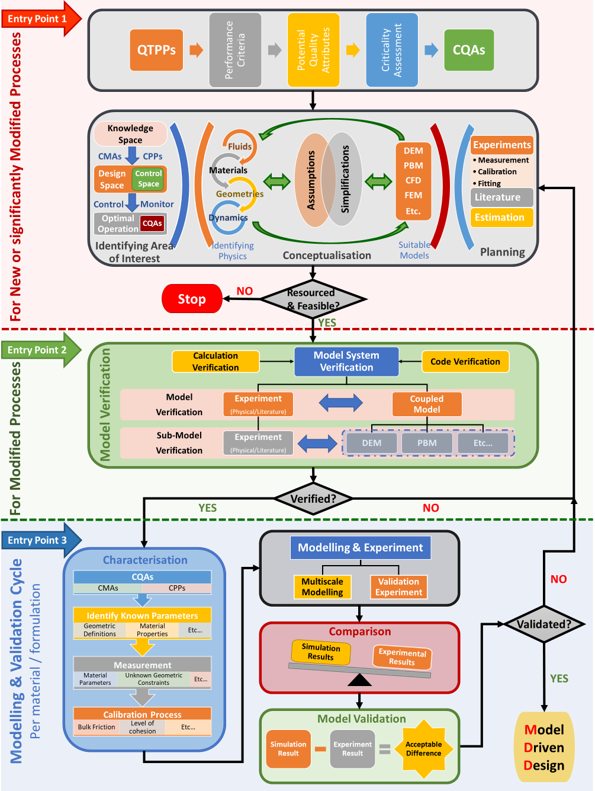 Entry Point 1
For New or significantly Modified Processes
QTPPs
Performance
Criteria
Potential
Quality
Attributes
Criticality
Assessment
CQAs
Knowledge
Space
CMAs
CPPs
Design
Space
Control
Space
Control
Monitor
Optimal
Operation
CQAs
Identifying Area
of Interest
Fluids
Materials
Geometries
Dynamics
Identifying
Physics
Assumptions
Simplifications
Conceptualisation
DEM
PBM
CFD
FEM
Etc.
Suitable
Models
Experiments
• Measurement
• Calibration
• Fitting
Literature
Estimation
Planning
Resourced
& Feasible?
NO
Stop
YES
Entry Point 2
For Modified Processes
Model Verification
Calculation
Verification
Model System
Verification
Code Verification
Model
Verification
Experiment
(Physical/Literature)
Coupled
Model
Sub-Model
Verification
Experiment
(Physical/Literature)
DEM
PBM
Etc...
Verified?
YES
NO
Entry Point 3
Modelling & Validation Cycle
Per material / formulation
Characterisation
CQAs
CMAs
CPPs
Identify Known Parameters
Geometric
Definitions
Material
Properties
Etc...
Measurement
Material
Parameters
Unknown Geometric
Constraints
Etc...
Calibration Process
Bulk Friction
Level of
cohesion
Etc...
Modelling & Experiment
Multiscale
Modelling
Validation
Experiment
Comparison
Simulation
Results
Experimental
Results
Model Validation
Simulation
Result
Experiment
Result
Acceptable
Difference
Validated?
NO
YES
Model
Driven
Design